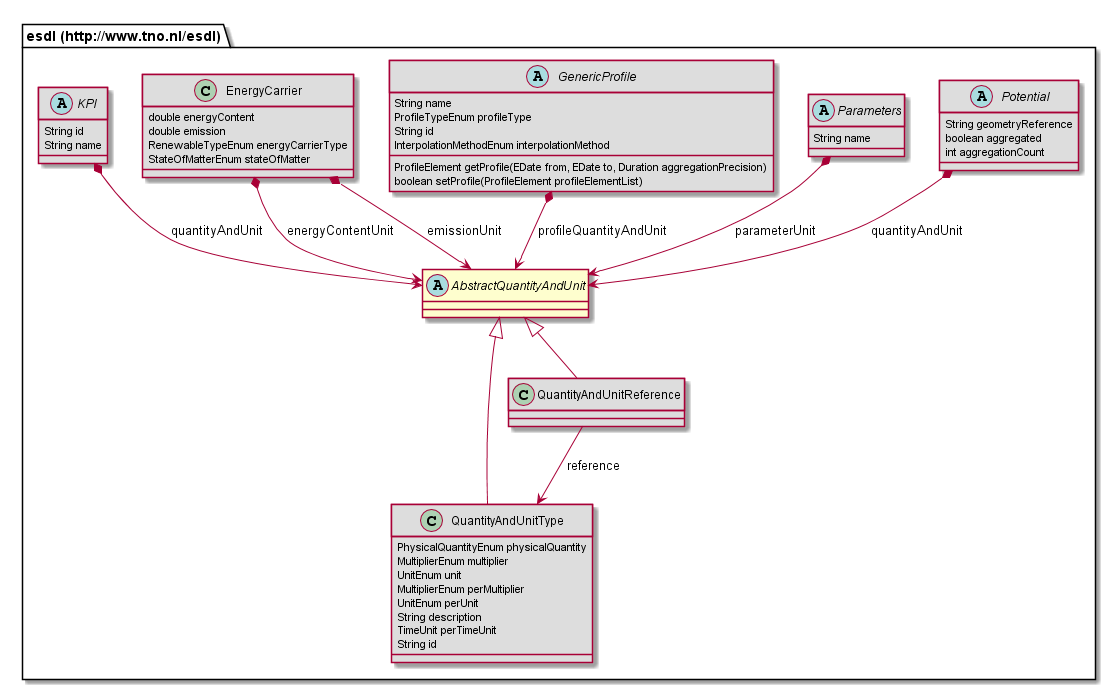 esdl (http://www.tno.nl/esdl)
A KPI
String id
String name
C EnergyCarrier
double energyContent
double emission
RenewableTypeEnum energyCarrierType
StateOfMatterEnum stateOfMatter
A GenericProfile
String name
ProfileTypeEnum profileType
String id
InterpolationMethodEnum interpolationMethod
ProfileElement getProfile(EDate from, EDate to, Duration aggregationPrecision)
boolean setProfile(ProfileElement profileElementList)
A Parameters
String name
A Potential
String geometryReference
boolean aggregated
int aggregationCount
quantityAndUnit
energyContentUnit
emissionUnit
profileQuantityAndUnit
parameterUnit
quantityAndUnit
A AbstractQuantityAndUnit
C QuantityAndUnitReference
reference
C QuantityAndUnitType
PhysicalQuantityEnum physicalQuantity
MultiplierEnum multiplier
UnitEnum unit
MultiplierEnum perMultiplier
UnitEnum perUnit
String description
TimeUnit perTimeUnit
String id